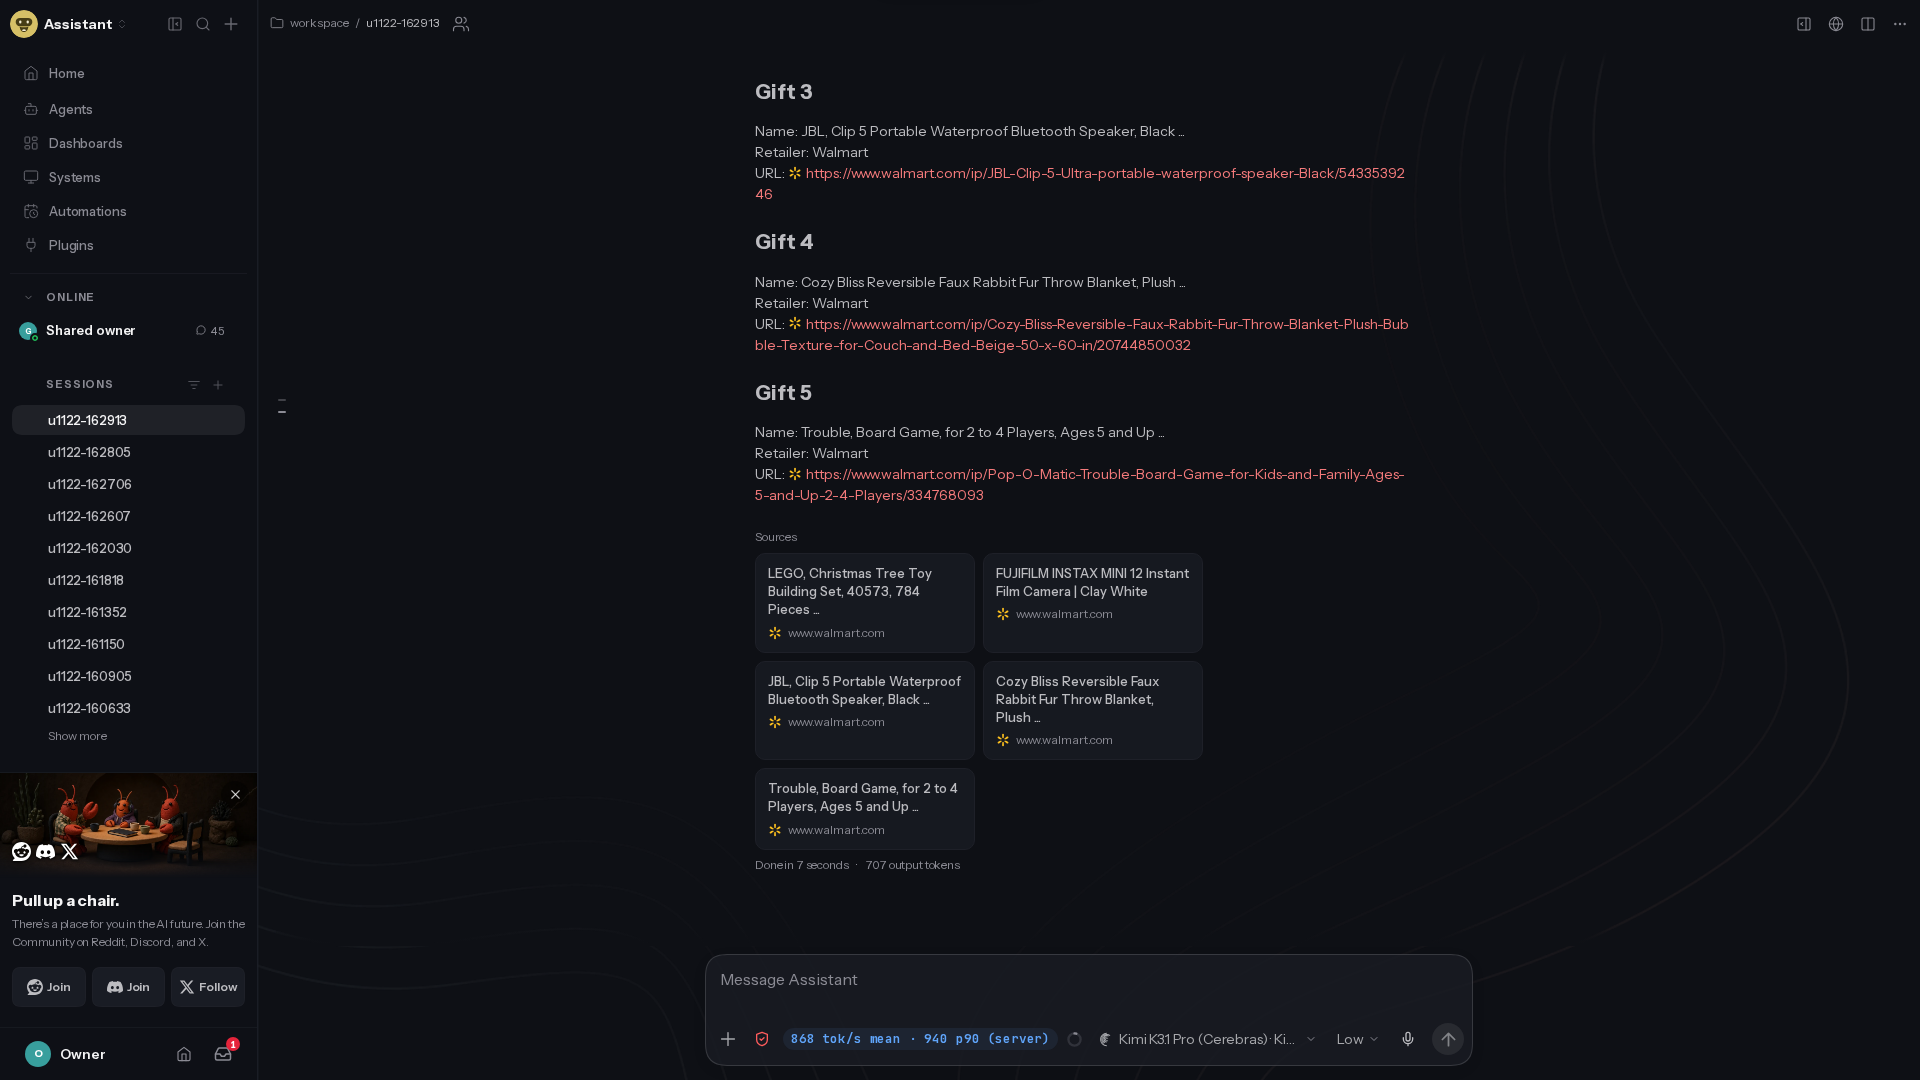 Assistant
Home
Agents
Dashboards
Systems
Automations
Plugins
ONLINE
G
Shared owner
45
SESSIONS
u1122-162913
u1122-162805
u1122-162706
u1122-162607
u1122-162030
u1122-161818
u1122-161352
u1122-161150
u1122-160905
u1122-160633
Show more
Pull up a chair.
There's a place for you in the AI future. Join the
Community on Reddit, Discord, and X.
Join
Join
Follow
O
Owner
1
workspace / u1122-162913
Gift 3
Name: JBL, Clip 5 Portable Waterproof Bluetooth Speaker, Black ...
Retailer: Walmart
URL: https://www.walmart.com/ip/JBL-Clip-5-Ultra-portable-waterproof-speaker-Black/54335392
46
Gift 4
Name: Cozy Bliss Reversible Faux Rabbit Fur Throw Blanket, Plush ...
Retailer: Walmart
URL: https://www.walmart.com/ip/Cozy-Bliss-Reversible-Faux-Rabbit-Fur-Throw-Blanket-Plush-Bub
ble-Texture-for-Couch-and-Bed-Beige-50-x-60-in/20744850032
Gift 5
Name: Trouble, Board Game, for 2 to 4 Players, Ages 5 and Up ...
Retailer: Walmart
URL: https://www.walmart.com/ip/Pop-O-Matic-Trouble-Board-Game-for-Kids-and-Family-Ages-
5-and-Up-2-4-Players/334768093
Sources
LEGO, Christmas Tree Toy
Building Set, 40573, 784
Pieces ...
www.walmart.com
FUJIFILM INSTAX MINI 12 Instant
Film Camera | Clay White
www.walmart.com
JBL, Clip 5 Portable Waterproof
Bluetooth Speaker, Black ...
www.walmart.com
Cozy Bliss Reversible Faux
Rabbit Fur Throw Blanket,
Plush ...
www.walmart.com
Trouble, Board Game, for 2 to 4
Players, Ages 5 and Up ...
www.walmart.com
Done in 7 seconds · 707 output tokens
Message Assistant
868 tok/s mean · 940 p90 (server)
Kimi K3.1 Pro (Cerebras) · Ki...
Low